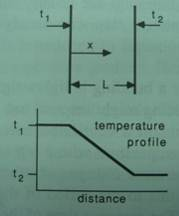 t1 t2
x
L
t1 temperature
profile
t2
distance